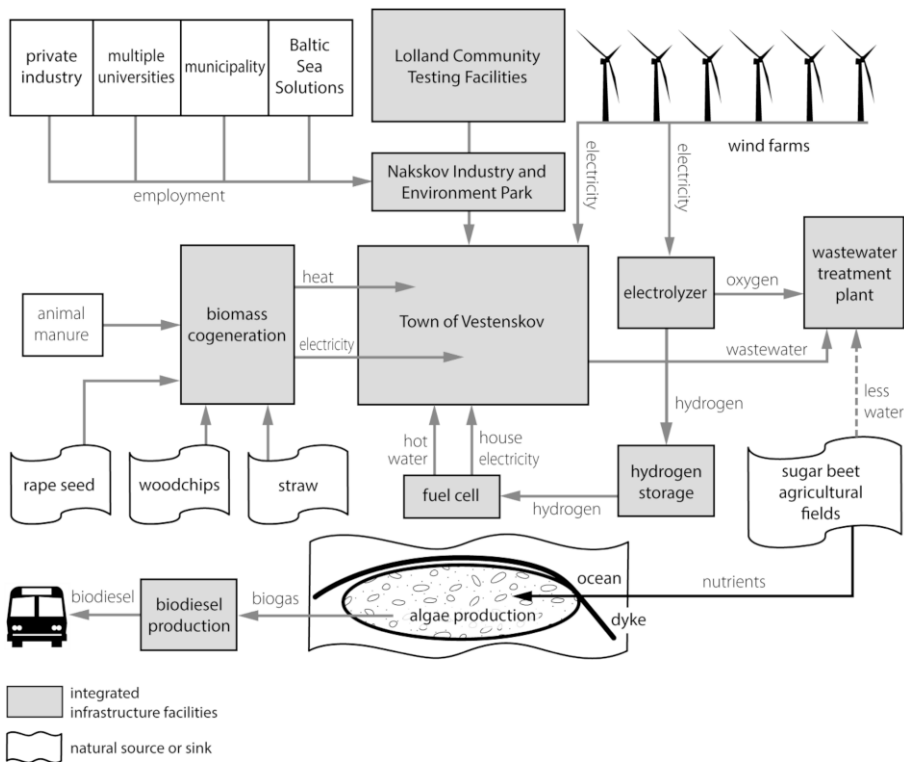 private
industry
multiple
universities
municipality
Baltic
Sea
Solutions
Lolland Community
Testing Facilities
wind farms
employment
Nakskov Industry and
Environment Park
electricity
electricity
heat
biomass
cogeneration
animal
manure
electricity
Town of Vestenskov
electrolyzer
oxygen
wastewater
treatment
plant
wastewater
hydrogen
less
water
hot
water
house
electricity
rape seed
woodchips
straw
fuel cell
hydrogen
hydrogen
storage
sugar beet
agricultural
fields
biodiesel
biodiesel
production
biogas
algae production
ocean
dyke
nutrients
integrated
infrastructure facilities
natural source or sink